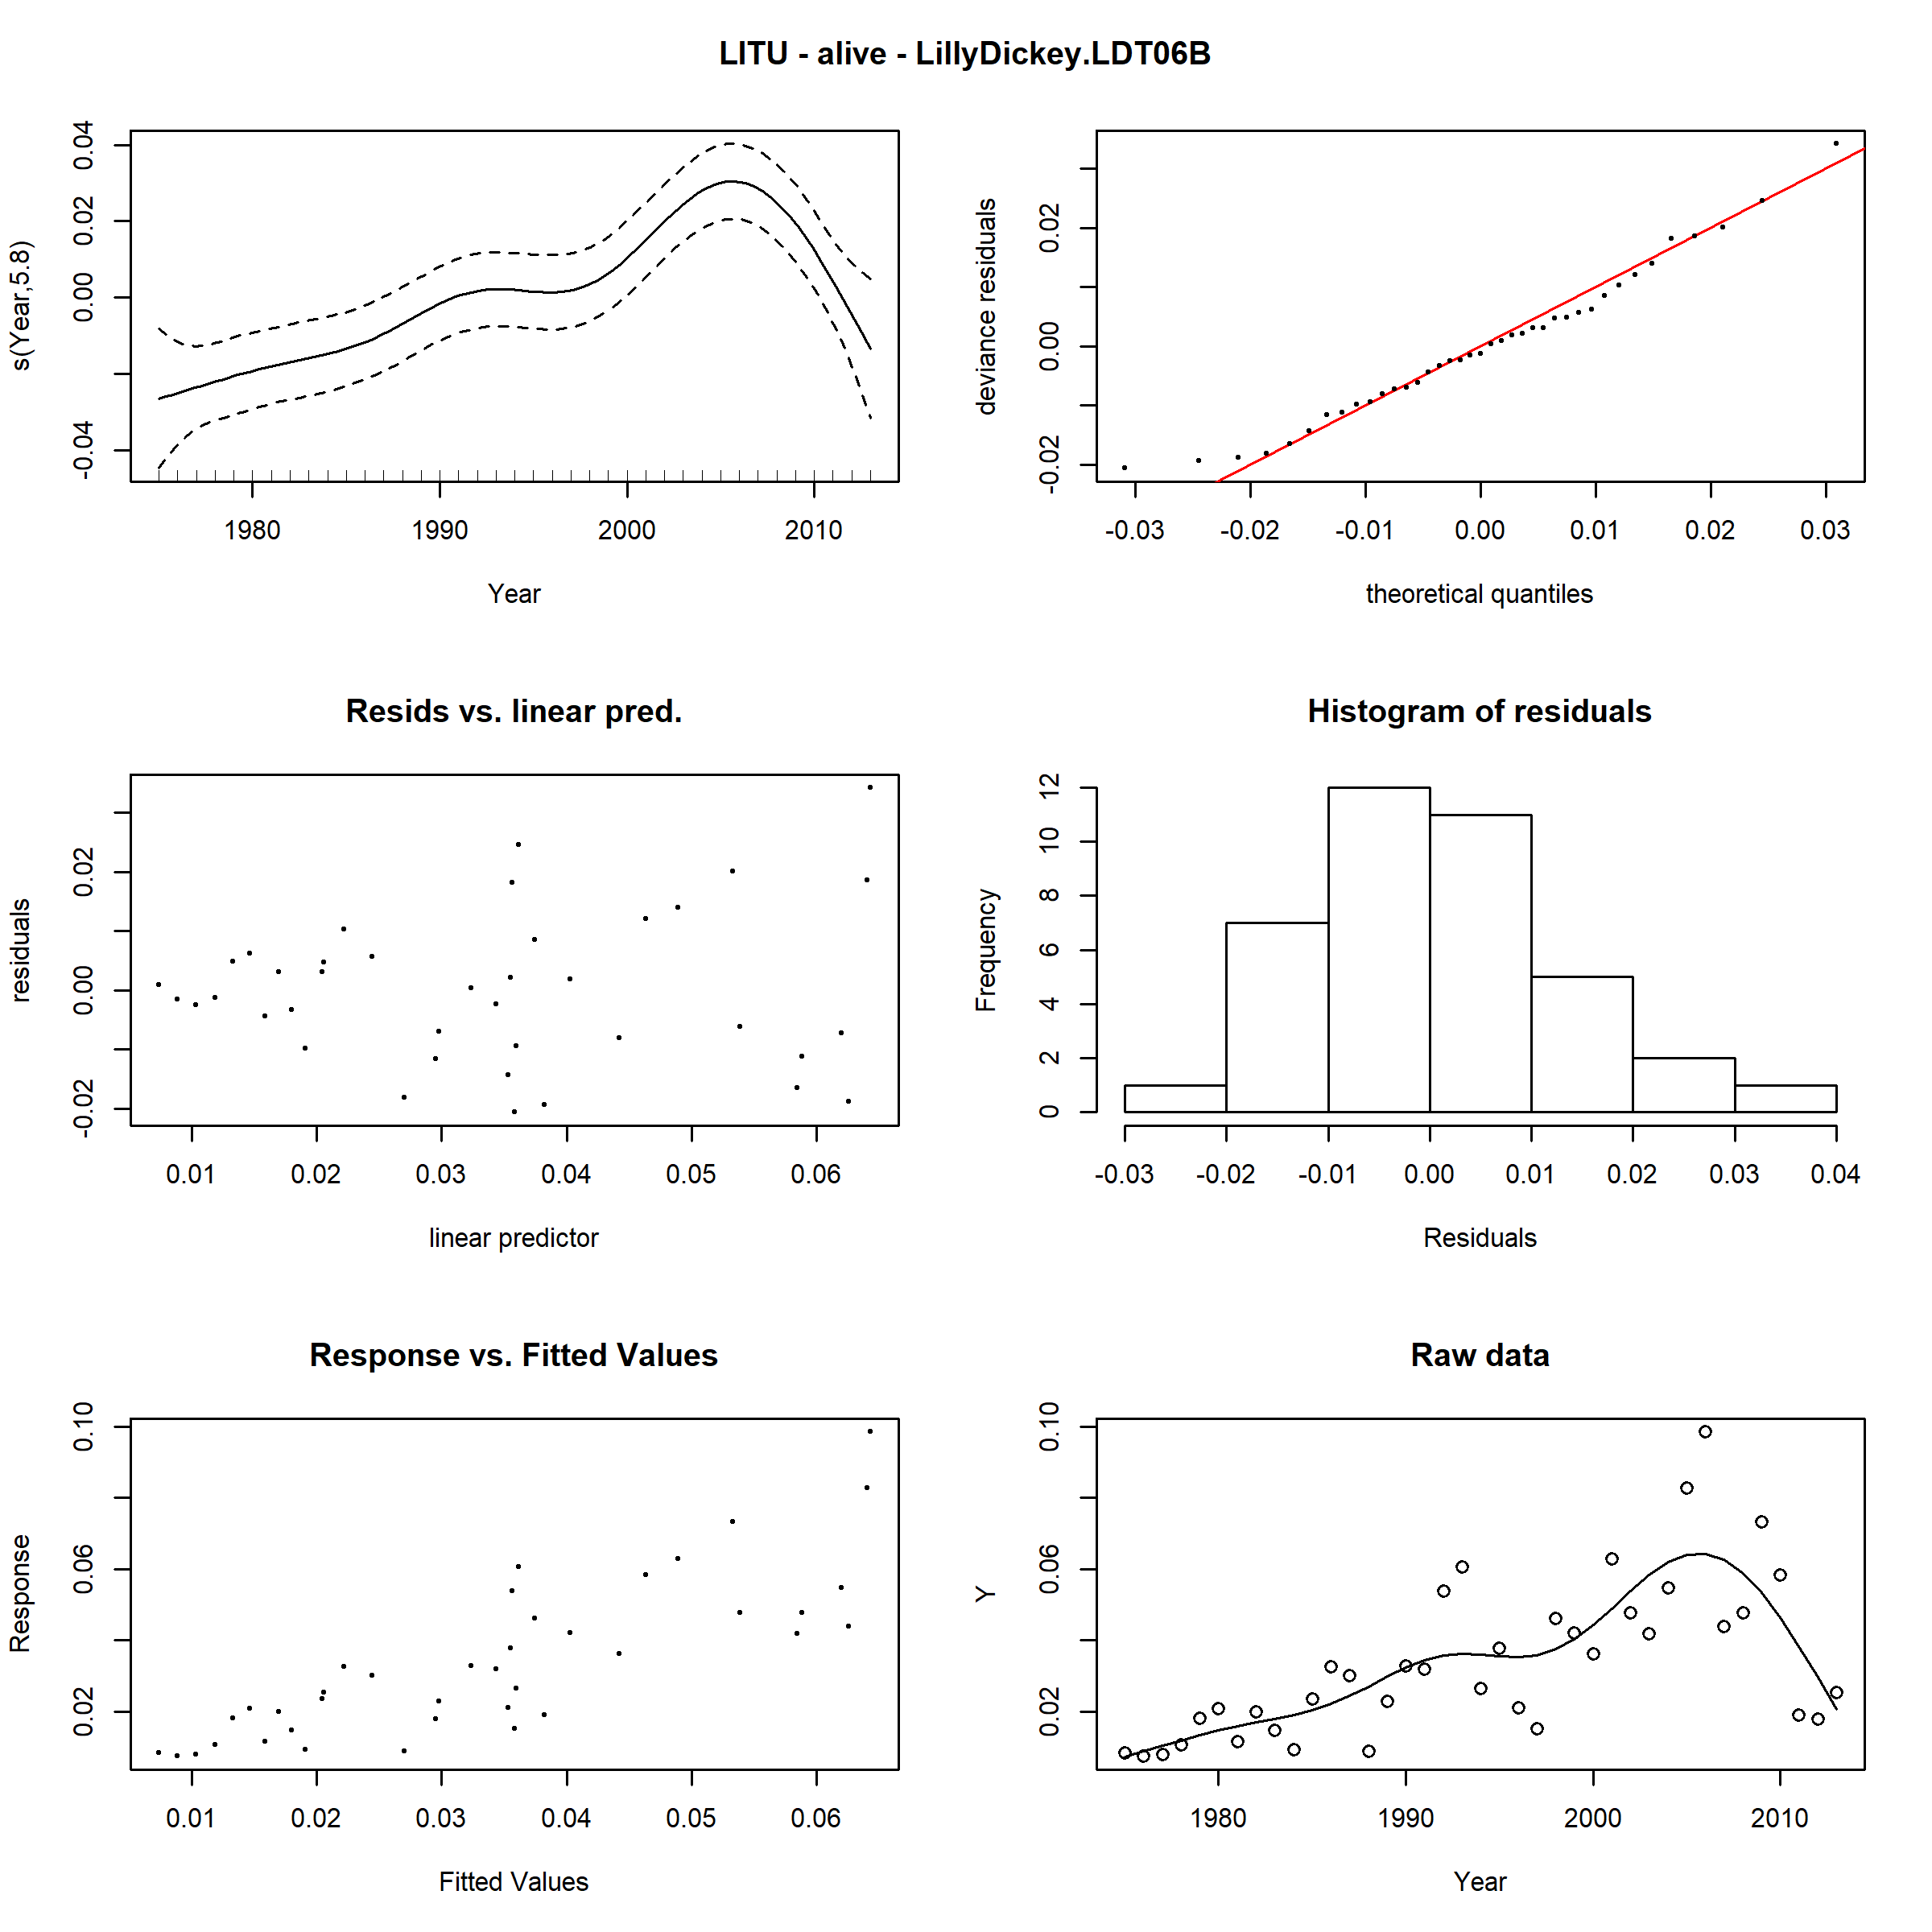 LITU - alive - LillyDickey.LDT06B
s(Year,5.8)
-0.04 0.00 0.02 0.04
1980 1990 2000 2010
Year
deviance residuals
-0.02 0.00 0.02
-0.03 -0.02 -0.01 0.00 0.01 0.02 0.03
theoretical quantiles
Resids vs. linear pred.
residuals
-0.02 0.00 0.02
0.01 0.02 0.03 0.04 0.05 0.06
linear predictor
Histogram of residuals
Frequency
0 2 4 6 8 10 12
-0.03 -0.02 -0.01 0.00 0.01 0.02 0.03 0.04
Residuals
Response vs. Fitted Values
Response
0.02 0.06 0.10
0.01 0.02 0.03 0.04 0.05 0.06
Fitted Values
Raw data
Y
0.02 0.06 0.10
1980 1990 2000 2010
Year